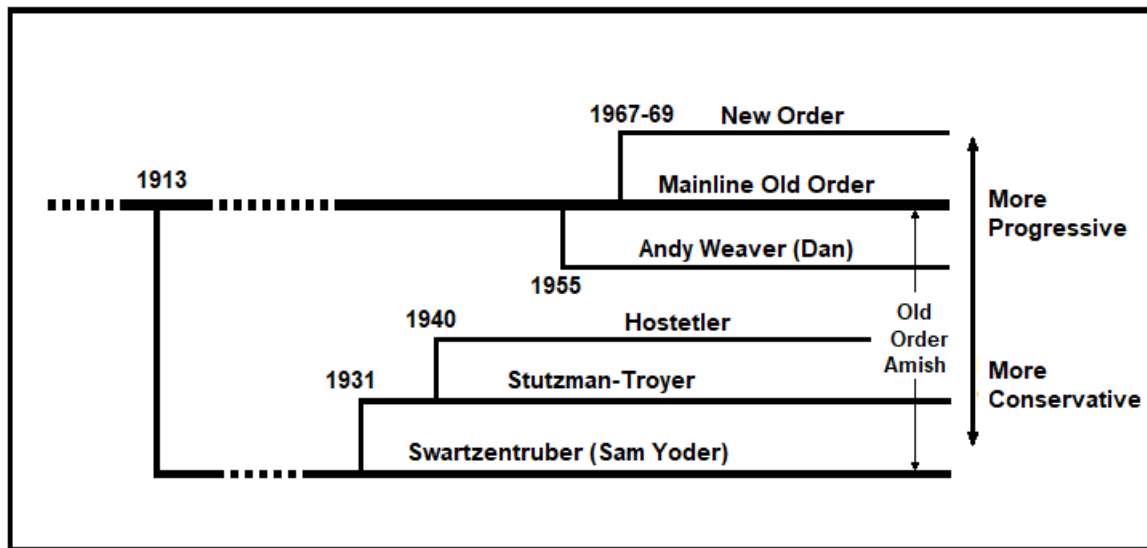 1967-69
New Order
1913
Mainline Old Order
More
Progressive
Andy Weaver (Dan)
1955
Old
Order
Amish
1940
Hostetler
1931
Stutzman-Troyer
More
Conservative
Swartzentruber (Sam Yoder)